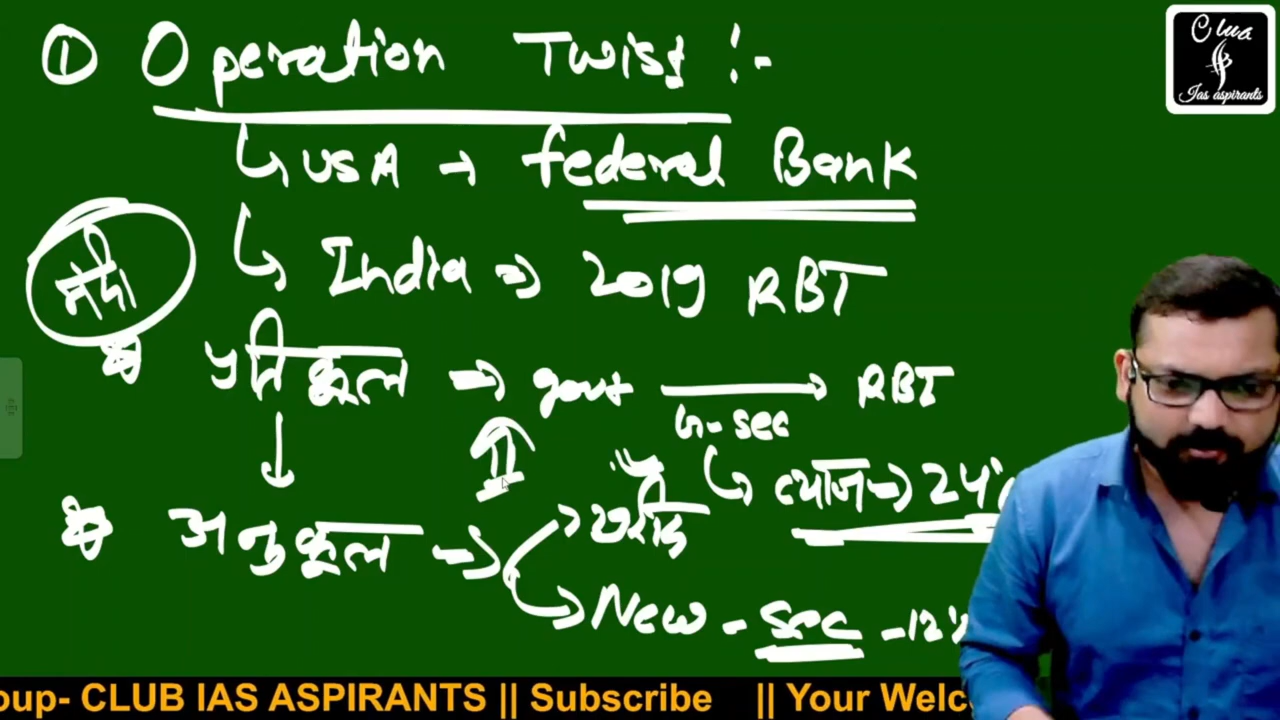 ① Operation Twist :-
↳ USA → federal Bank
↳ India ⇒ 2019 RBI
मंदी
प्रतिकूल → govt → RBI
G-sec
↳ ब्याज → 24%
↓
अनुकूल → खरीद
New - sec - 12%
Club
Ias aspirants
oup- CLUB IAS ASPIRANTS || Subscribe || Your Welc